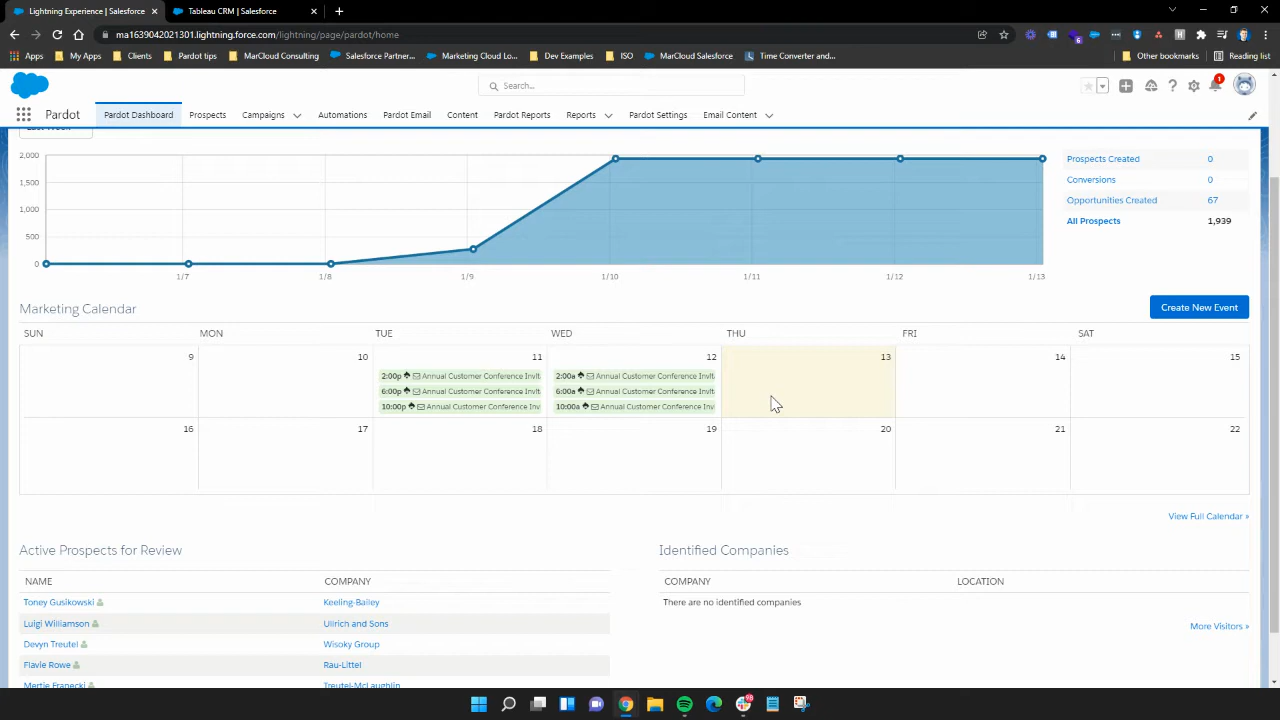 Lightning Experience | Salesforce
Tableau CRM | Salesforce
ma1639042021301.lightning.force.com/lightning/page/pardot/home
Apps
My Apps
Clients
Pardot tips
MarCloud Consulting
Salesforce Partner...
Marketing Cloud Lo...
Dev Examples
ISO
MarCloud Salesforce
Time Converter and...
Other bookmarks
Reading list
Search...
1
Pardot
Pardot Dashboard
Prospects
Campaigns
Automations
Pardot Email
Content
Pardot Reports
Reports
Pardot Settings
Email Content
2,000
1,500
1,000
500
0
1/7
1/8
1/9
1/10
1/11
1/12
1/13
Prospects Created 0
Conversions 0
Opportunities Created 67
All Prospects 1,939
Marketing Calendar
Create New Event
SUN MON TUE WED THU FRI SAT
9 10 11 12 13 14 15
2:00p Annual Customer Conference Invit
2:00a Annual Customer Conference Invit
6:00p Annual Customer Conference Invit
6:00a Annual Customer Conference Invit
10:00p Annual Customer Conference Inv
10:00a Annual Customer Conference Inv
16 17 18 19 20 21 22
View Full Calendar »
Active Prospects for Review
NAME COMPANY
Toney Gusikowski Keeling-Bailey
Luigi Williamson Ullrich and Sons
Devyn Treutel Wisoky Group
Flavie Rowe Rau-Littel
Mertie Franecki Treutel-McLaughlin
Identified Companies
COMPANY LOCATION
There are no identified companies
More Visitors »
98